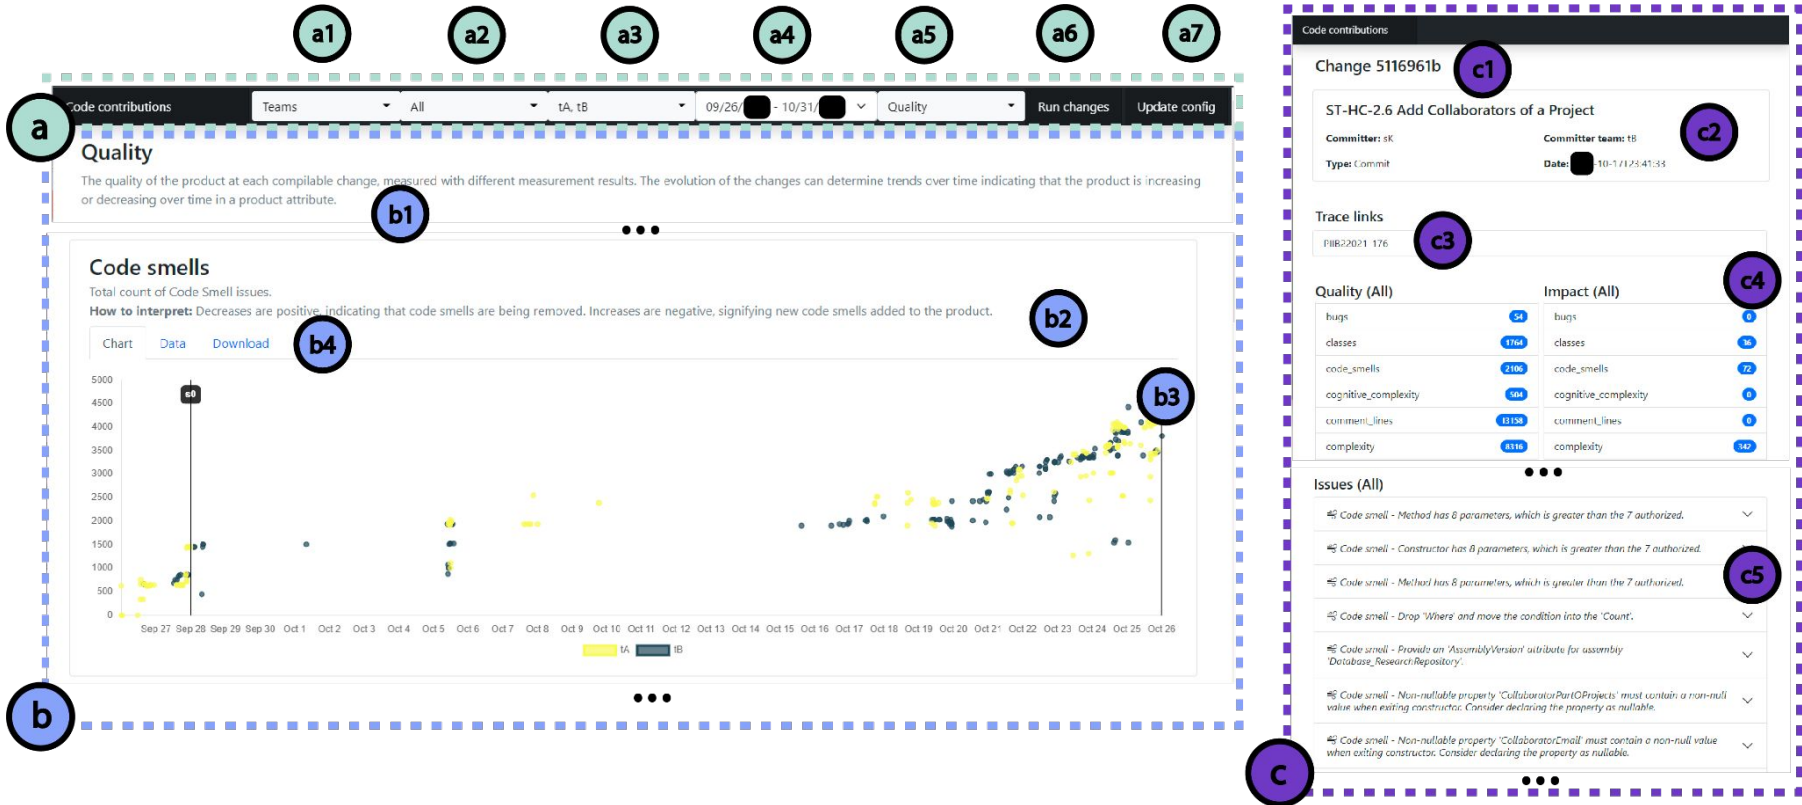 a1 a2 a3 a4 a5 a6 a7
a
Code contributions Teams All tA, tB 09/26/ - 10/31/ Quality Run changes Update config
Quality
The quality of the product at each compilable change, measured with different measurement results. The evolution of the changes can determine trends over time indicating that the product is increasing
or decreasing over time in a product attribute.
b1
•••
Code smells
Total count of Code Smell issues.
How to interpret: Decreases are positive, indicating that code smells are being removed. Increases are negative, signifying new code smells added to the product.
b2
Chart Data Download
b4
b3
5000
4500
4000
3500
3000
2500
2000
1500
1000
500
0
s0
Sep 27 Sep 28 Sep 29 Sep 30 Oct 1 Oct 2 Oct 3 Oct 4 Oct 5 Oct 6 Oct 7 Oct 8 Oct 9 Oct 10 Oct 11 Oct 12 Oct 13 Oct 14 Oct 15 Oct 16 Oct 17 Oct 18 Oct 19 Oct 20 Oct 21 Oct 22 Oct 23 Oct 24 Oct 25 Oct 26
tA tB
•••
b
Code contributions
Change 5116961b
c1
ST-HC-2.6 Add Collaborators of a Project
Committer: sK Committer team: tB
Type: Commit Date: -10-17T23:41:33
c2
Trace links
PIIB22021_176
c3
c4
Quality (All) Impact (All)
bugs 54 bugs 0
classes 1764 classes 36
code_smells 2106 code_smells 72
cognitive_complexity 504 cognitive_complexity 0
comment_lines 13158 comment_lines 0
complexity 8316 complexity 342
•••
Issues (All)
Code smell - Method has 8 parameters, which is greater than the 7 authorized.
Code smell - Constructor has 8 parameters, which is greater than the 7 authorized.
Code smell - Method has 8 parameters, which is greater than the 7 authorized.
c5
Code smell - Drop 'Where' and move the condition into the 'Count'.
Code smell - Provide an 'AssemblyVersion' attribute for assembly
'Database_ResearchRepository'.
Code smell - Non-nullable property 'CollaboratorPartOProjects' must contain a non-null
value when exiting constructor. Consider declaring the property as nullable.
Code smell - Non-nullable property 'CollaboratorEmail' must contain a non-null value
when exiting constructor. Consider declaring the property as nullable.
•••
c